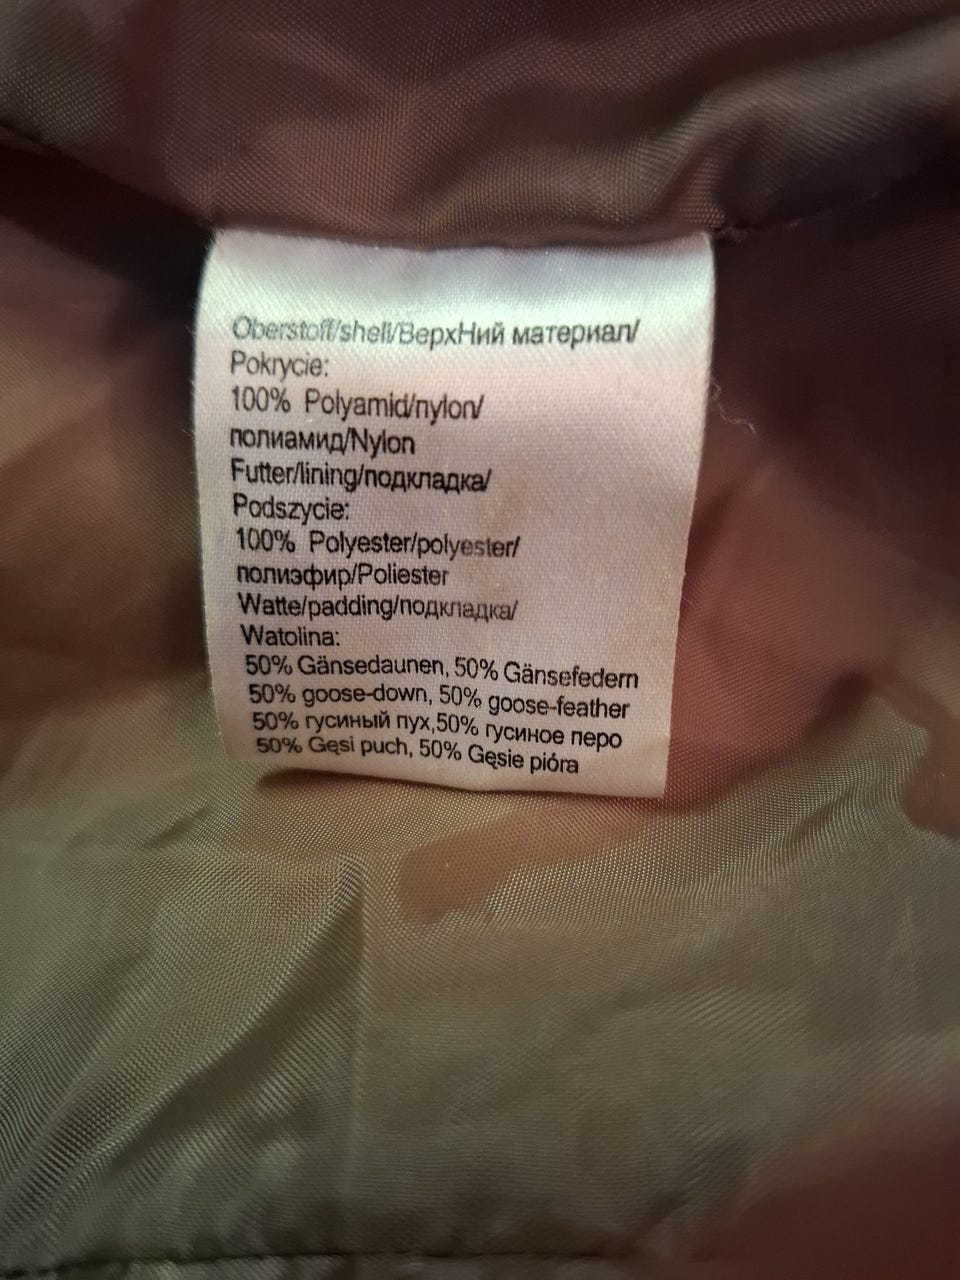 Oberstoff/shell/ВерхНий материал/
Pokrycie:
100% Polyamid/nylon/
полиамид/Nylon
Futter/lining/подкладка/
Podszycie:
100% Polyester/polyester/
полиэфир/Poliester
Watte/padding/подкладка/
Watolina:
50% Gänsedaunen, 50% Gänsefedern
50% goose-down, 50% goose-feather
50% гусиный пух,50% гусиное перо
50% Gęsi puch, 50% Gęsie pióra